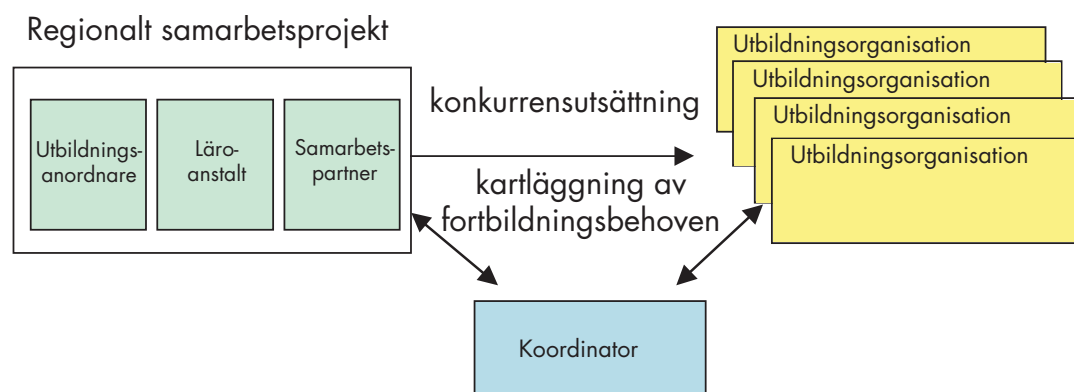 Regionalt samarbetsprojekt
Utbildnings-
anordnare
Läro-
anstalt
Samarbets-
partner
konkurrensutsättning
kartläggning av
fortbildningsbehoven
Utbildningsorganisation
Utbildningsorganisation
Utbildningsorganisation
Utbildningsorganisation
Koordinator